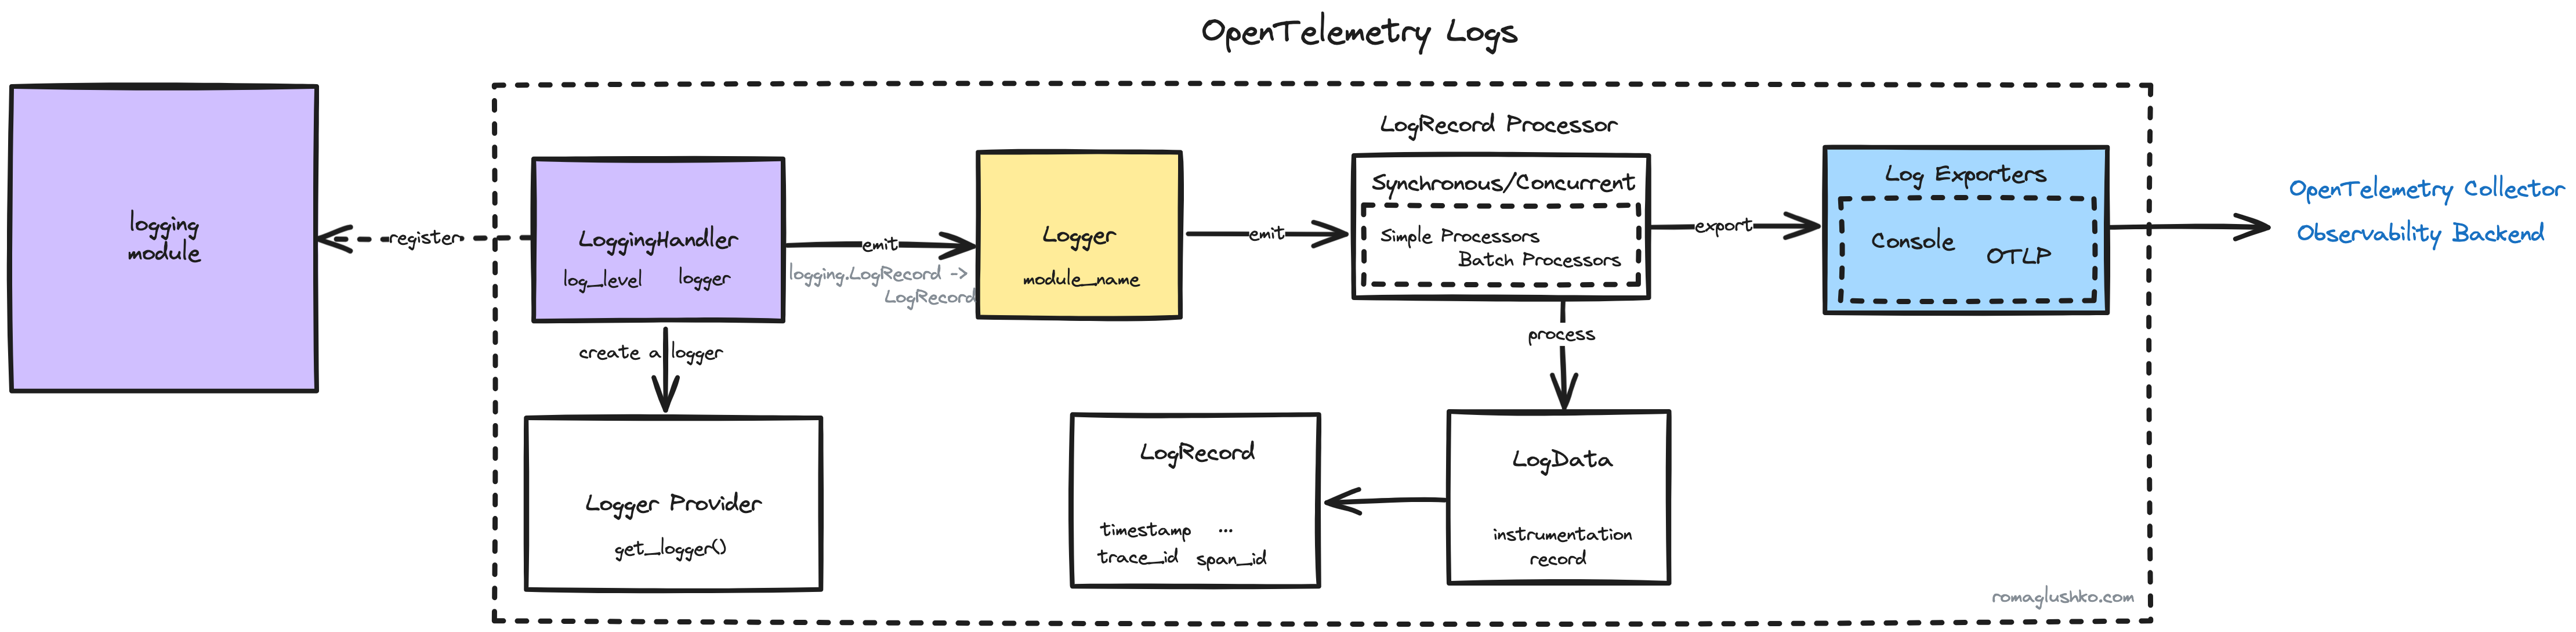 OpenTelemetry Logs
logging
module
register
LoggingHandler
log_level
logger
emit
logging.LogRecord ->
LogRecord
create a logger
Logger Provider
get_logger()
Logger
module_name
emit
LogRecord Processor
Synchronous/Concurrent
Simple Processors
Batch Processors
process
LogData
instrumentation
record
LogRecord
timestamp ...
trace_id span_id
export
Log Exporters
Console
OTLP
OpenTelemetry Collector
Observability Backend
romaglushko.com